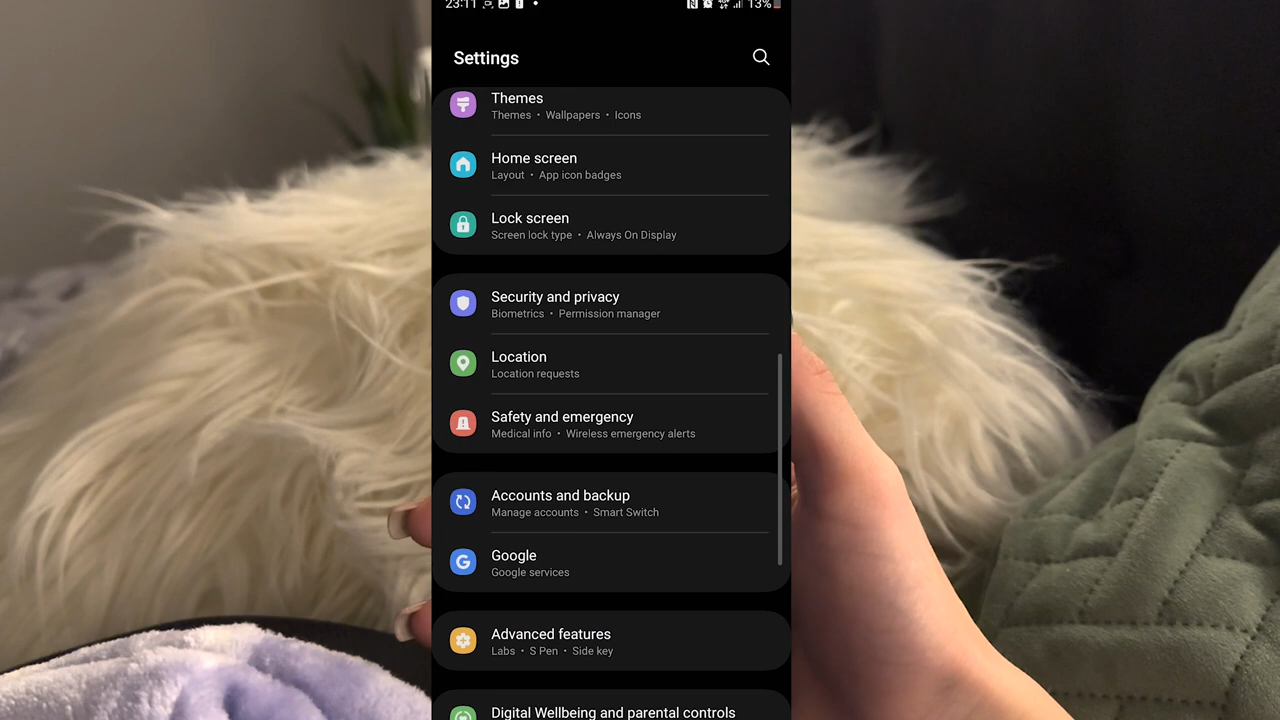 23:11 13%
Settings
Themes
Themes • Wallpapers • Icons
Home screen
Layout • App icon badges
Lock screen
Screen lock type • Always On Display
Security and privacy
Biometrics • Permission manager
Location
Location requests
Safety and emergency
Medical info • Wireless emergency alerts
Accounts and backup
Manage accounts • Smart Switch
Google
Google services
Advanced features
Labs • S Pen • Side key
Digital Wellbeing and parental controls